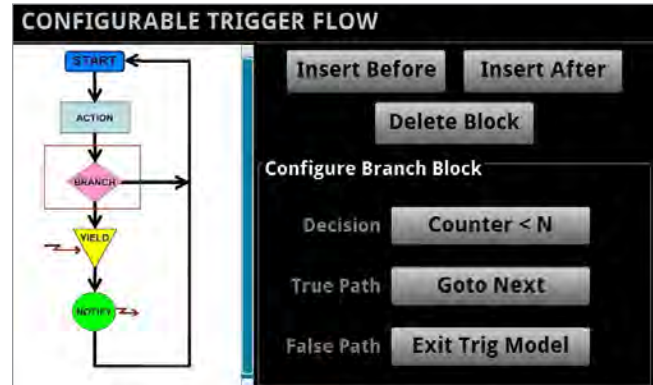 CONFIGURABLE TRIGGER FLOW
START
ACTION
BRANCH
YIELD
NOTIFY
Insert Before Insert After
Delete Block
Configure Branch Block
Decision Counter < N
True Path Goto Next
False Path Exit Trig Model